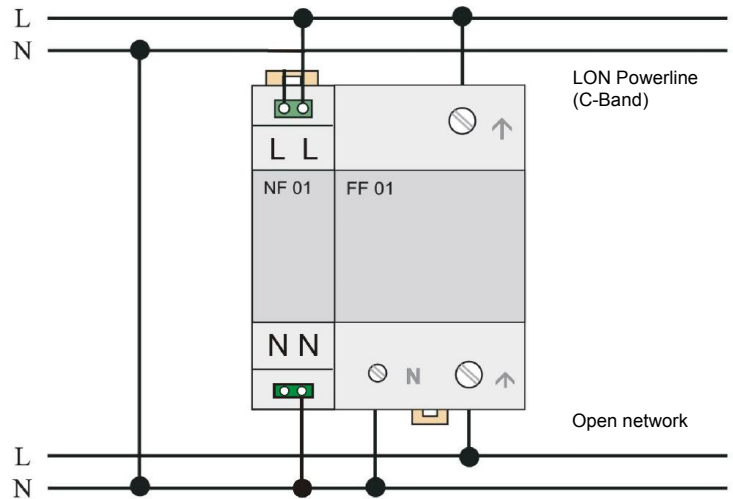 L
N
LON Powerline
(C-Band)
L L
NF 01
FF 01
N N
N
Open network
L
N